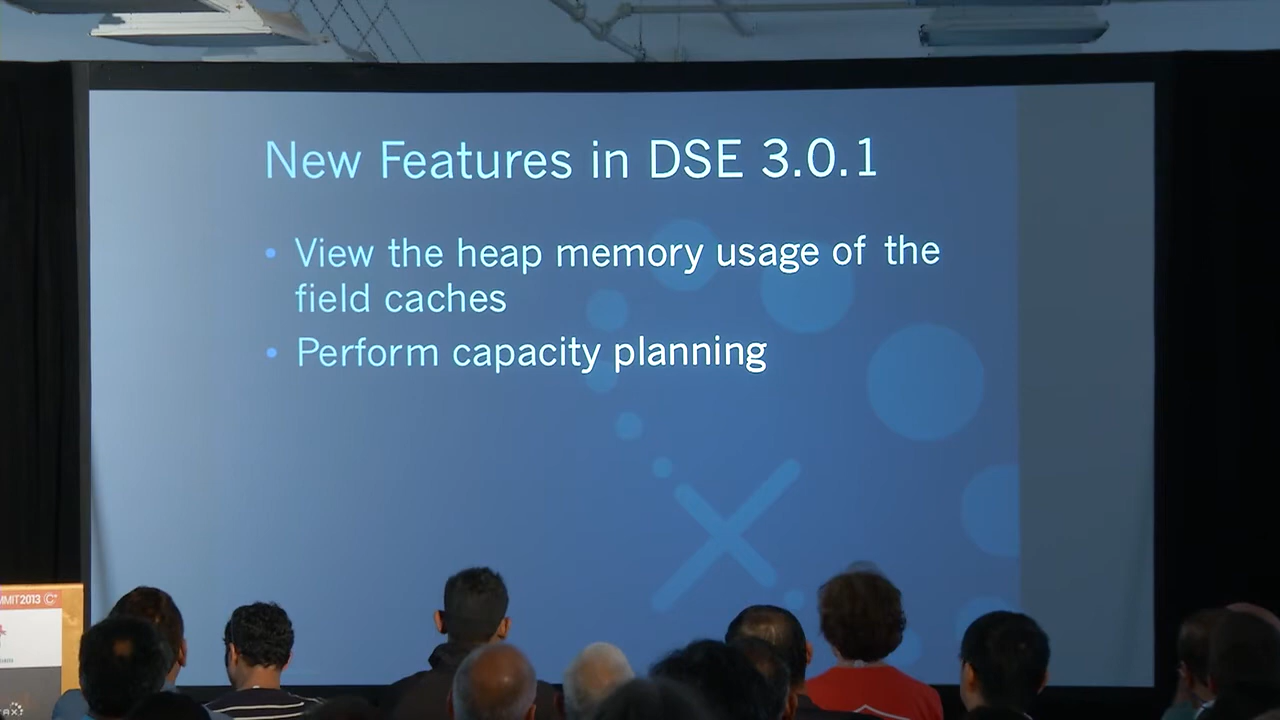 New Features in DSE 3.0.1
• View the heap memory usage of the
field caches
• Perform capacity planning
MMIT2013